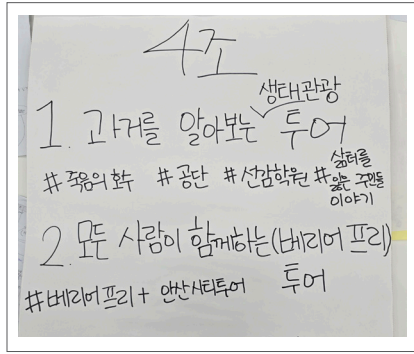 4조
1. 과거를 알아보는 생태관광 투어
#죽음의 호수 #공단 #선감학원 #삶터를 잃은 주민들 이야기
2. 모든 사람이 함께하는(베리어 프리) 투어
#베리어프리+ 안산시티투어